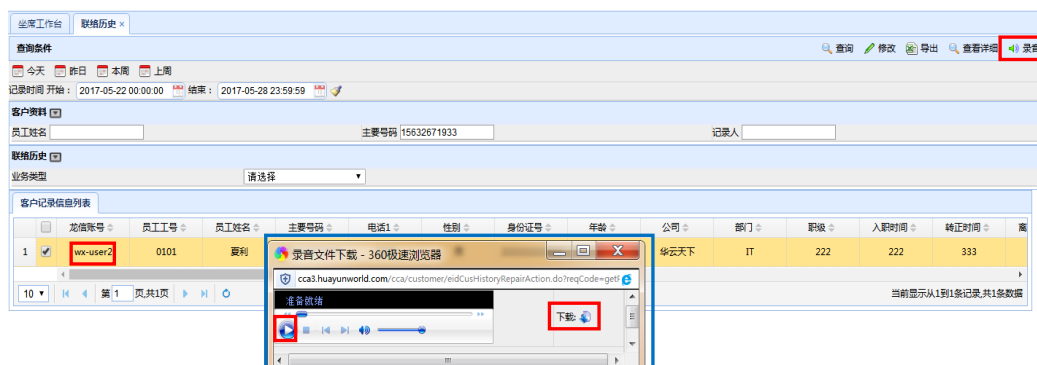 坐席工作台 联络历史 ×
查询条件 查询 修改 导出 查看详细 录音
今天 昨日 本周 上周
记录时间 开始： 2017-05-22 00:00:00 结束： 2017-05-28 23:59:59
客户资料
员工姓名 主要号码 15632671933 记录人
联络历史
业务类型 请选择
客户记录信息列表
龙信账号 员工工号 员工姓名 主要号码 电话1 性别 身份证号 年龄 公司 部门 职级 入职时间 转正时间 离
1 wx-user2 0101 夏利 华云天下 IT 222 222 333
录音文件下载 - 360极速浏览器
cca3.huayunworld.com/cca/customer/eidCusHistoryRepairAction.do?reqCode=getF
10 第 1 页,共1页 当前显示从1到1条记录,共1条数据
准备就绪
下载: